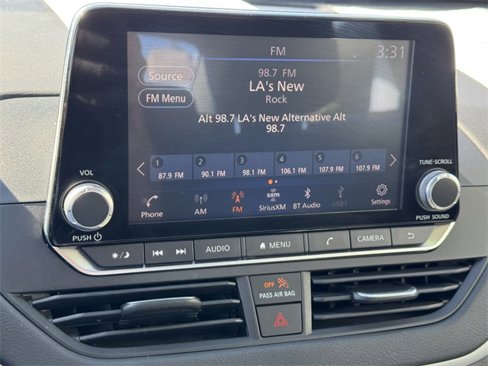 FM
3:31
Source
98.7 FM
LA's New
FM Menu
Rock
Alt 98.7 LA's New Alternative Alt
98.7
1 2 3 4 5 6
87.9 FM 90.1 FM 98.1 FM 106.1 FM 107.9 FM 107.9 FM
VOL
TUNE•SCROLL
Phone
AM
FM
sxm
SiriusXM
BT Audio
USB1
Settings
PUSH
PUSH SOUND
AUDIO
MENU
CAMERA
OFF
PASS AIR BAG